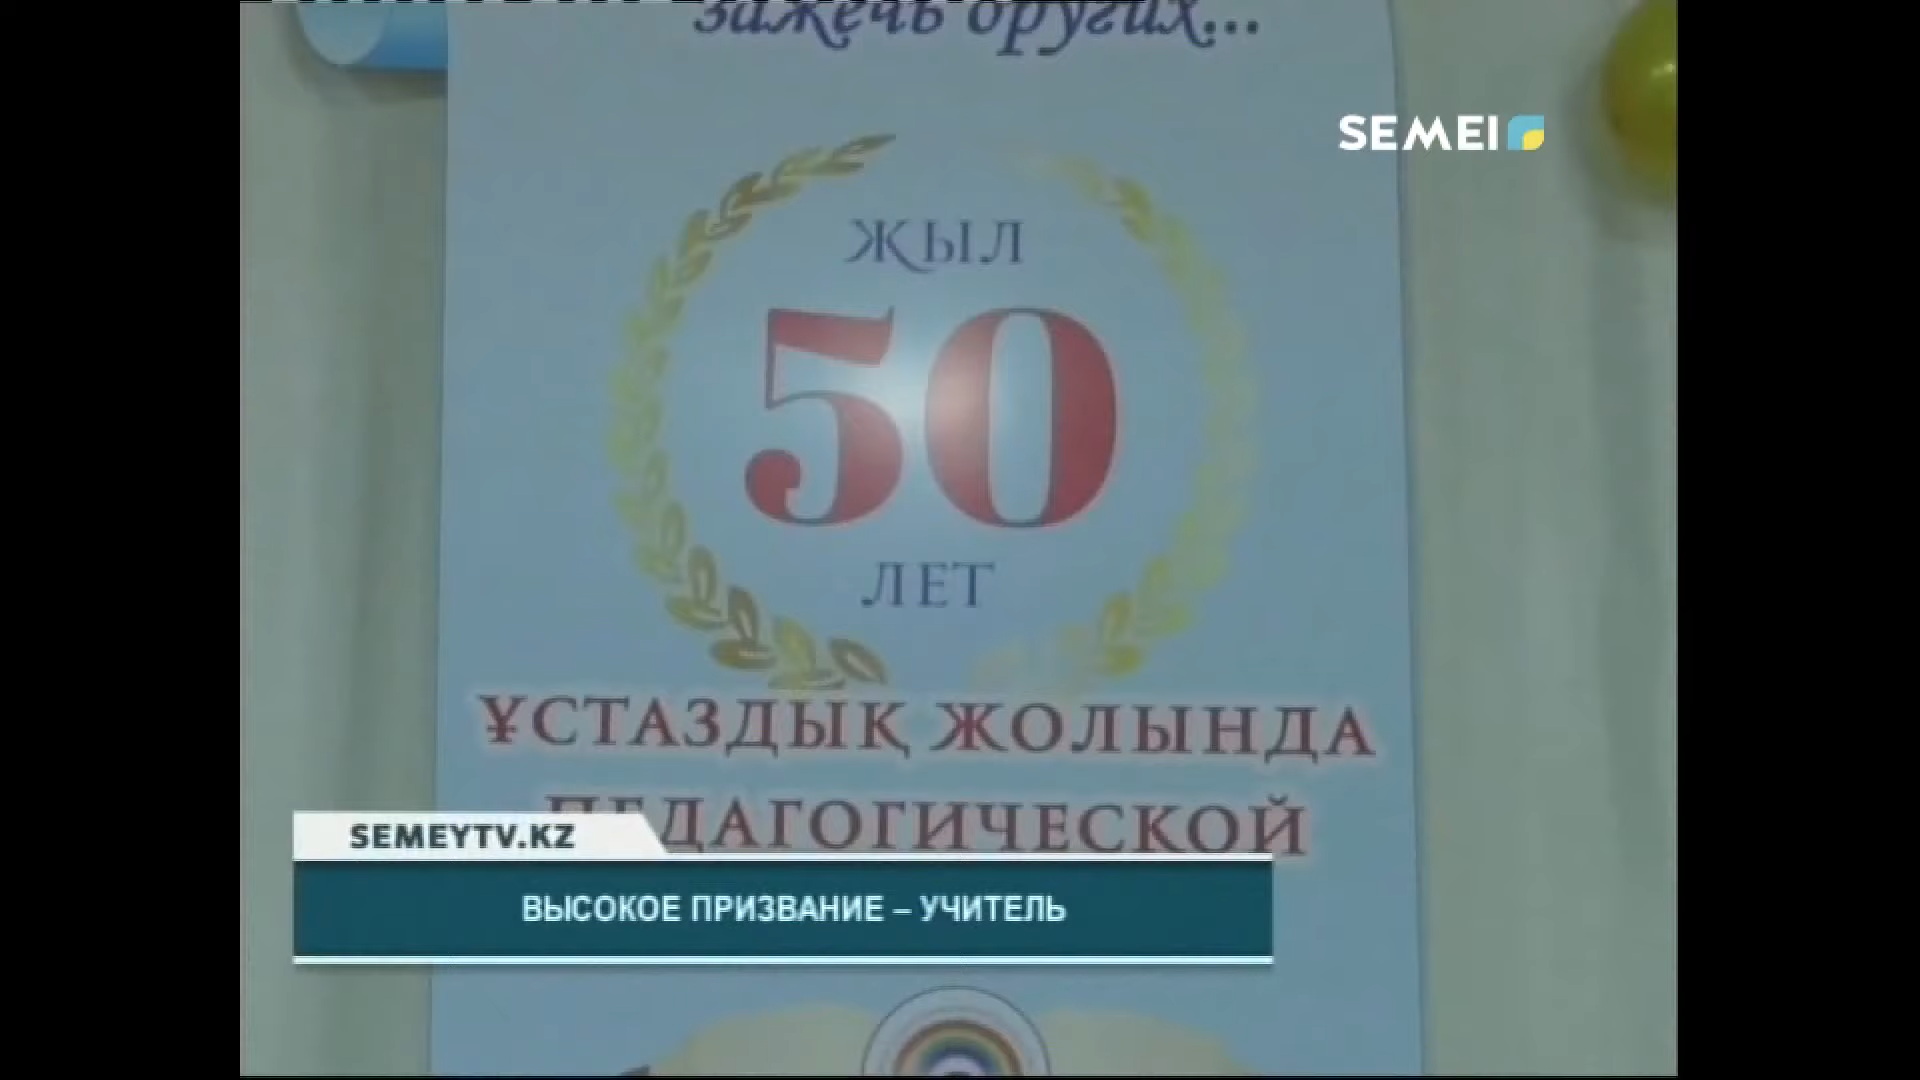 зажечь других...
SEMEI
ЖЫЛ
50
ЛЕТ
ҰСТАЗДЫҚ ЖОЛЫНДА
ПЕДАГОГИЧЕСКОЙ
SEMEYTV.KZ
ВЫСОКОЕ ПРИЗВАНИЕ – УЧИТЕЛЬ